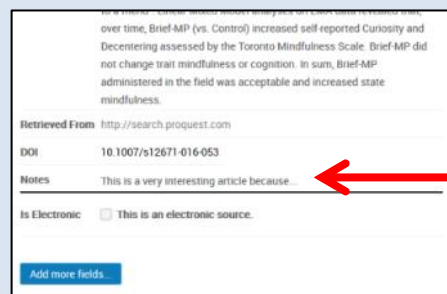 to a friend". Linear Mixed Model analyses on EMA data revealed that,
over time, Brief-MP (vs. Control) increased self-reported Curiosity and
Decentering assessed by the Toronto Mindfulness Scale. Brief-MP did
not change trait mindfulness or cognition. In sum, Brief-MP
administered in the field was acceptable and increased state
mindfulness.
Retrieved From http://search.proquest.com
DOI 10.1007/s12671-016-053
Notes This is a very interesting article because...
Is Electronic This is an electronic source.
Add more fields...